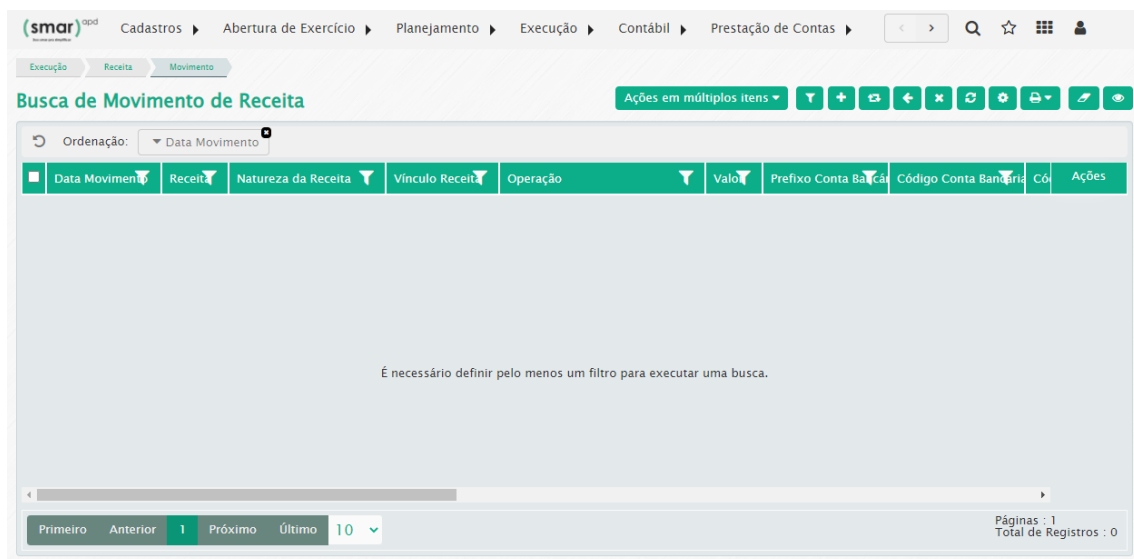 (smar)apd Cadastros Abertura de Exercício Planejamento Execução Contábil Prestação de Contas
Execução Receita Movimento
Busca de Movimento de Receita
Ações em múltiplos itens
Ordenação: Data Movimento
Data Movimento Receita Natureza da Receita Vínculo Receita Operação Valor Prefixo Conta Bancár Código Conta Bancária Có Ações
É necessário definir pelo menos um filtro para executar uma busca.
Primeiro Anterior 1 Próximo Último 10
Páginas : 1
Total de Registros : 0